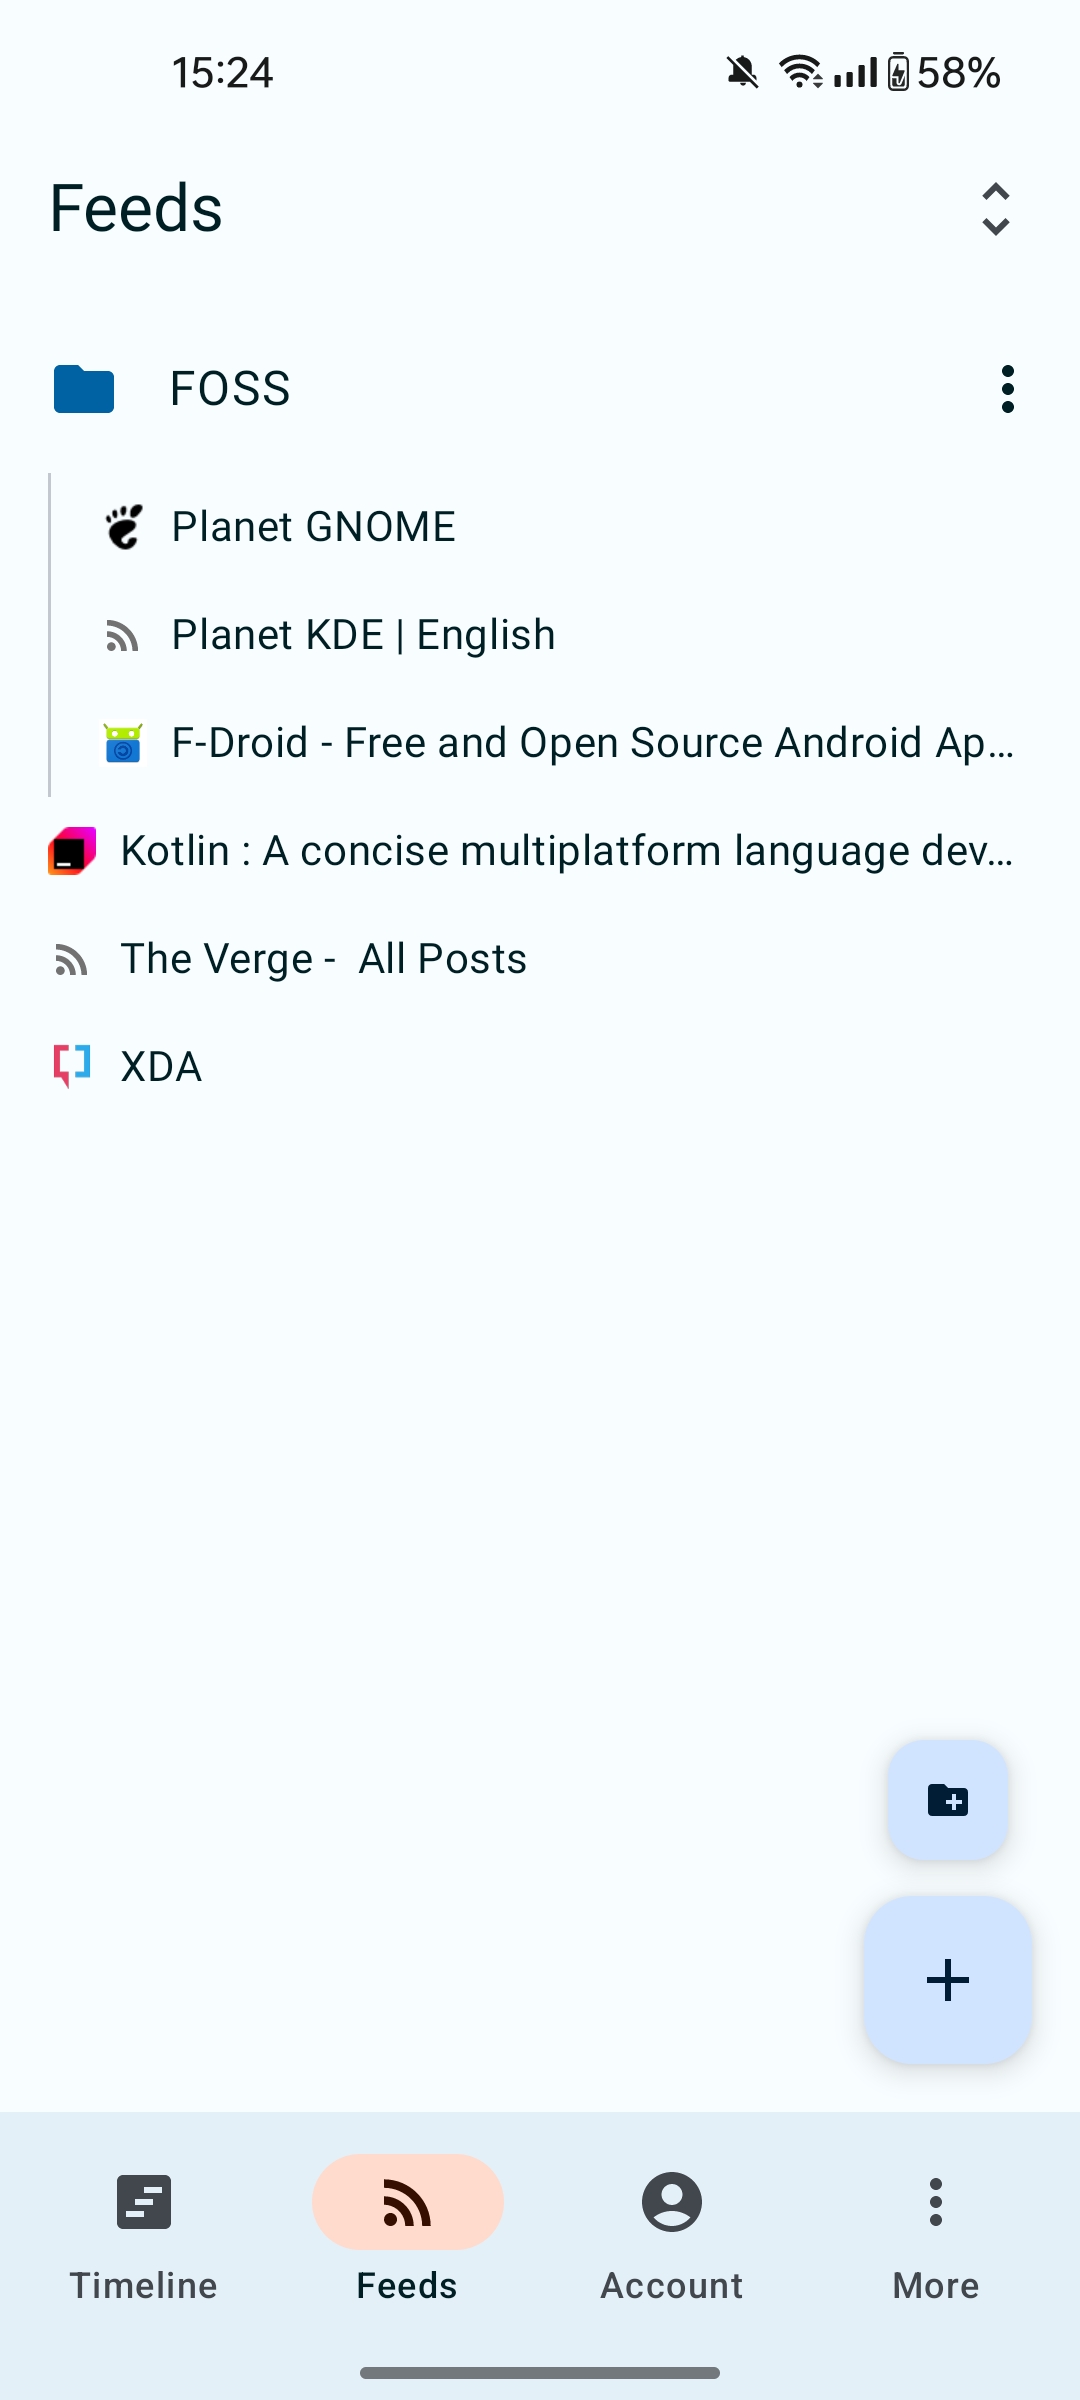 15:24
58%
Feeds
FOSS
Planet GNOME
Planet KDE | English
F-Droid - Free and Open Source Android Ap…
Kotlin : A concise multiplatform language dev…
The Verge -  All Posts
XDA
Timeline
Feeds
Account
More